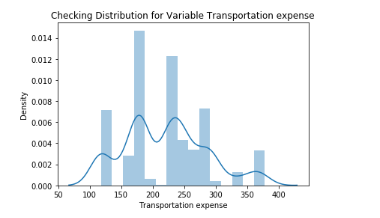 Checking Distribution for Variable Transportation expense
Density
0.014
0.012
0.010
0.008
0.006
0.004
0.002
0.000
50 100 150 200 250 300 350 400
Transportation expense